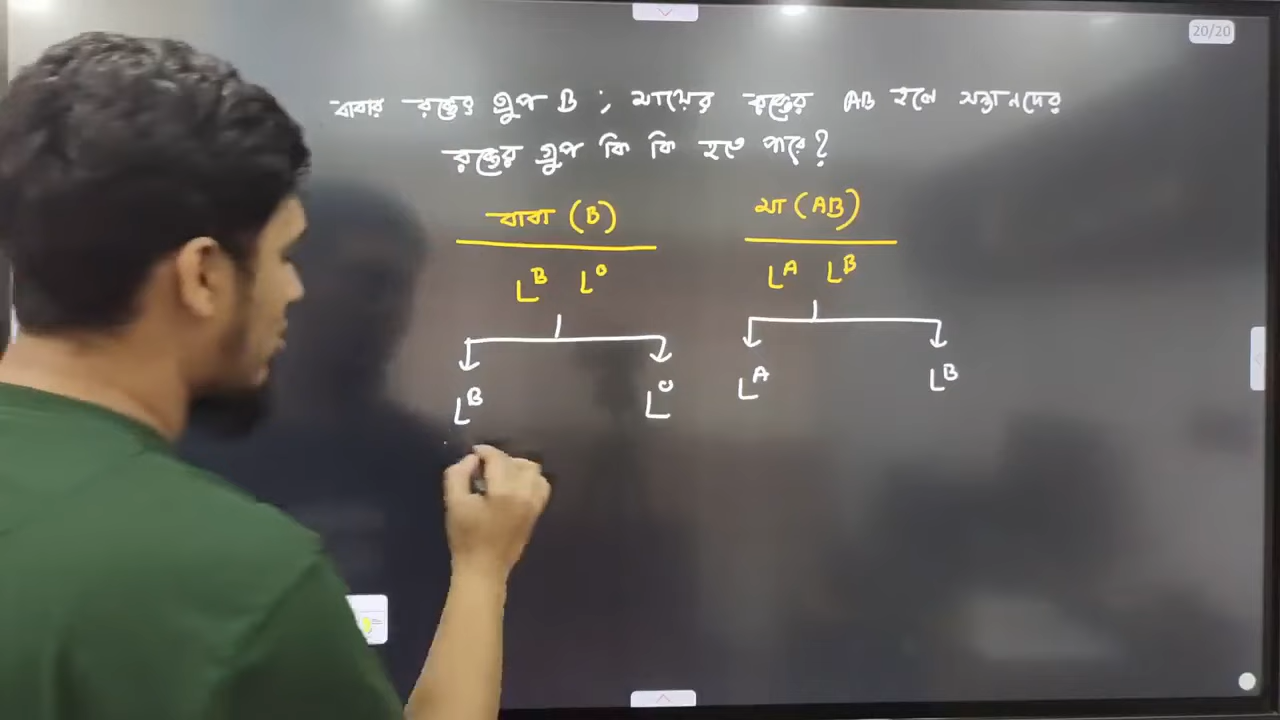 20/20
বাবার রক্তের গ্রুপ B ; মায়ের রক্তের AB হলে সন্তানদের
রক্তের গ্রুপ কি কি হতে পারে?
বাবা (B) মা (AB)
L^B L^O L^A L^B
L^B L^O L^A L^B